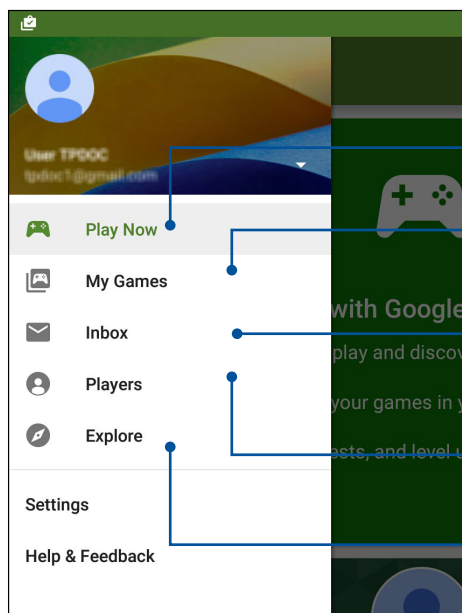 User TPDOC
tpdoc1@gmail.com
Play Now
My Games
Inbox
Players
Explore
Settings
Help & Feedback
with Google
play and discov
your games in y
ests, and level u